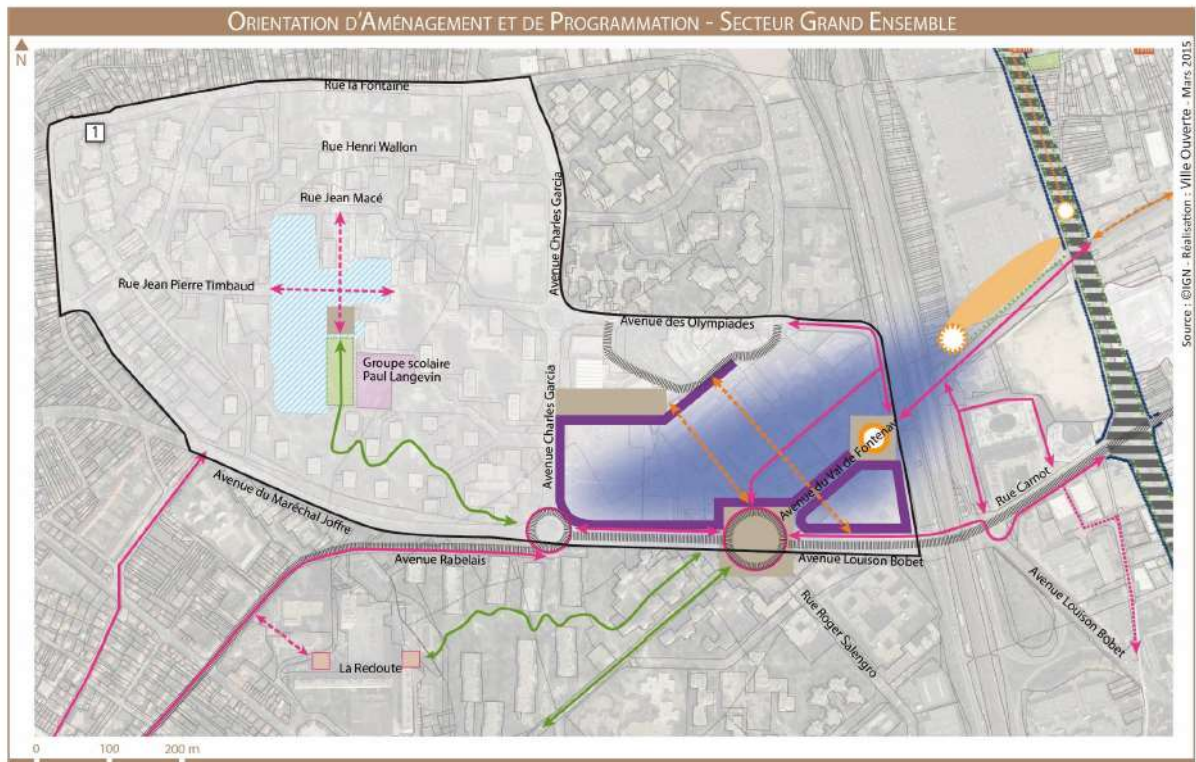 ORIENTATION D'AMÉNAGEMENT ET DE PROGRAMMATION - SECTEUR GRAND ENSEMBLE
N
Source : ©IGN - Réalisation : Ville Ouverte - Mars 2015
Rue la Fontaine
1
Rue Henri Wallon
Rue Jean Macé
Avenue Charles Garcia
Rue Jean Pierre Timbaud
Avenue des Olympiades
Groupe scolaire
Paul Langevin
Avenue Charles Garcia
Avenue du Val de Fontenay
Rue Carnot
Avenue du Maréchal Joffre
Avenue Rabelais
Avenue Louison Bobet
Rue Roger Salengro
Avenue Louison Bobet
La Redoute
0 100 200 m